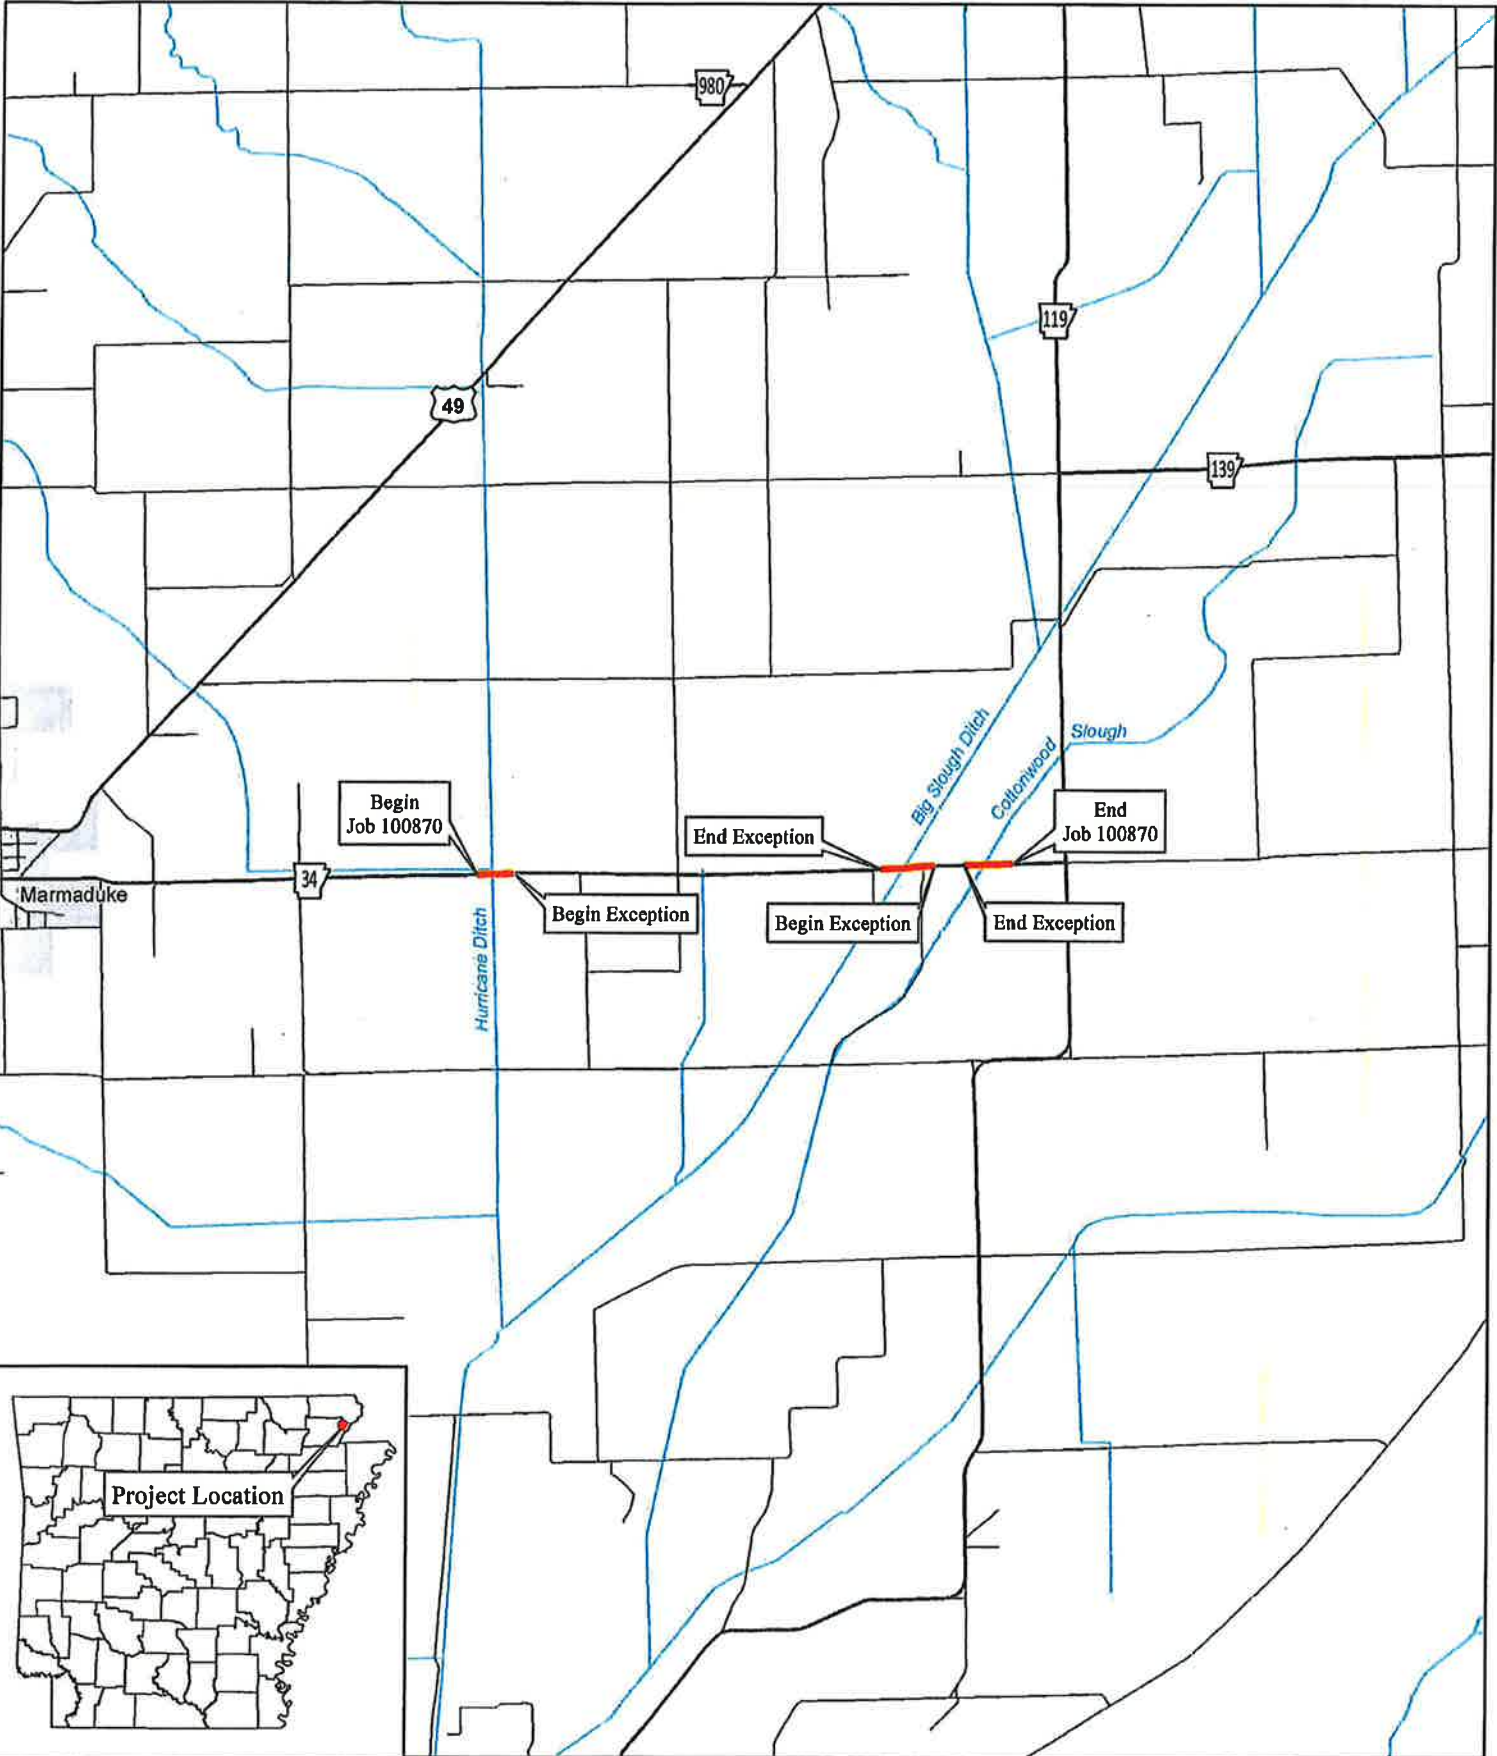 980
119
49
139
Big Slough Ditch
Cottonwood
Slough
Begin
Job 100870
End Exception
End
Job 100870
34
Marmaduke
Begin Exception
Begin Exception
End Exception
Hurricane Ditch
Project Location